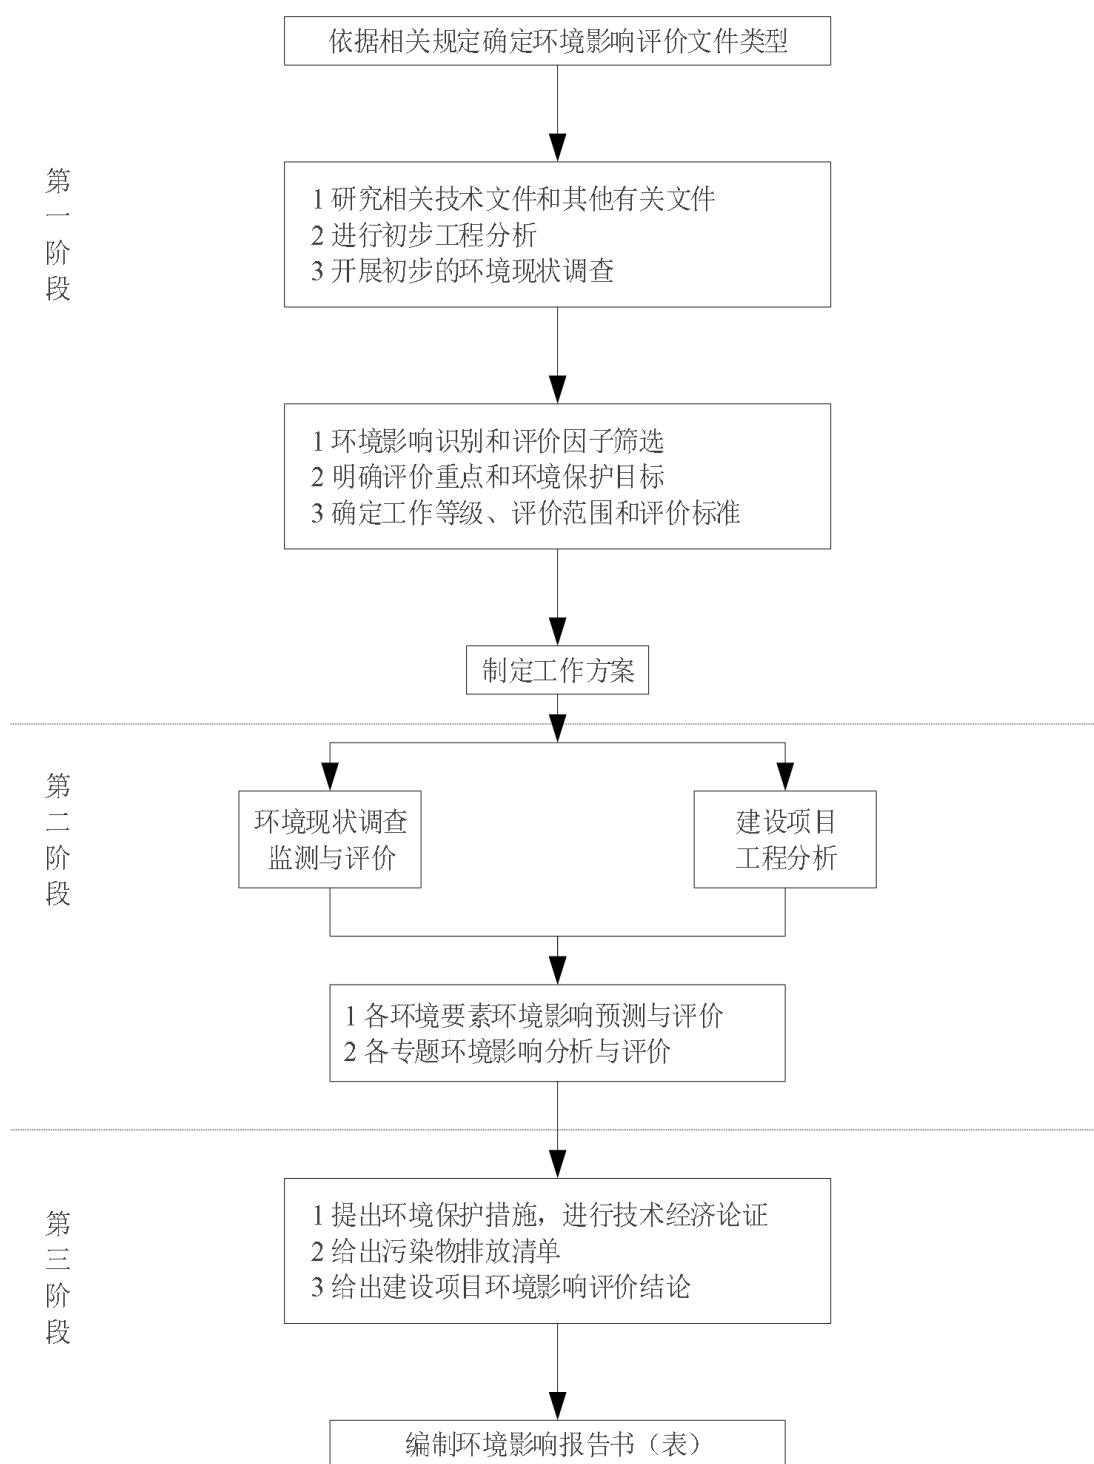 依据相关规定确定环境影响评价文件类型
第一阶段
1 研究相关技术文件和其他有关文件
2 进行初步工程分析
3 开展初步的环境现状调查
1 环境影响识别和评价因子筛选
2 明确评价重点和环境保护目标
3 确定工作等级、评价范围和评价标准
制定工作方案
第二阶段
环境现状调查
监测与评价
建设项目
工程分析
1 各环境要素环境影响预测与评价
2 各专题环境影响分析与评价
第三阶段
1 提出环境保护措施，进行技术经济论证
2 给出污染物排放清单
3 给出建设项目环境影响评价结论
编制环境影响报告书（表）